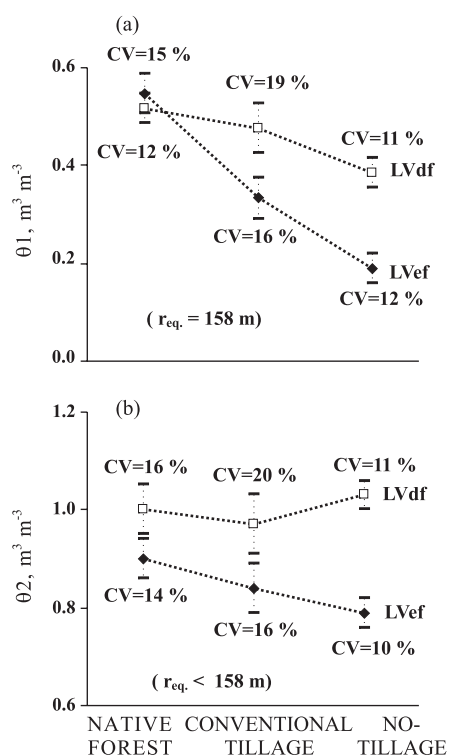 (a)
CV=15 %
CV=19 %
0.6
CV=11 %
CV=12 %
LVdf
0.4
θ1, m³ m⁻³
CV=16 %
0.2
LVef
CV=12 %
( r_eq. = 158 m)
0.0
(b)
1.2
CV=16 %
CV=20 %
CV=11 %
LVdf
1.0
θ2, m³ m⁻³
CV=14 %
0.8
LVef
CV=16 %
CV=10 %
( r_eq. < 158 m)
0.6
NATIVE CONVENTIONAL NO-
FOREST TILLAGE TILLAGE